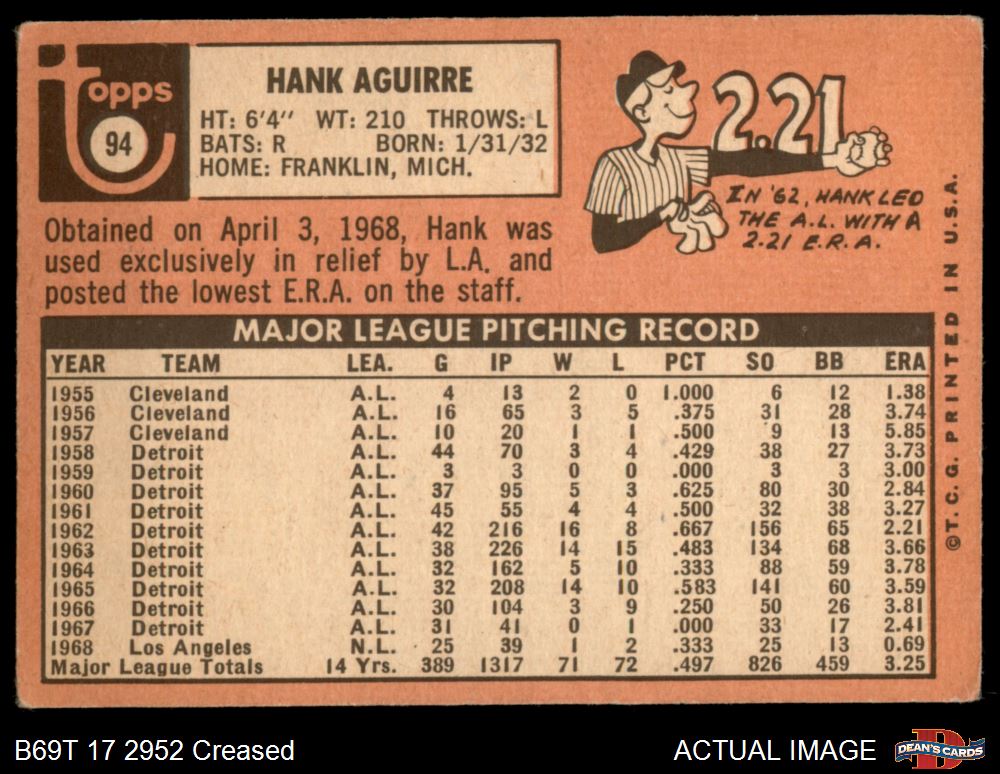 Topps
94
HANK AGUIRRE
HT: 6'4" WT: 210 THROWS: L
BATS: R BORN: 1/31/32
HOME: FRANKLIN, MICH.
Obtained on April 3, 1968, Hank was
used exclusively in relief by L.A. and
posted the lowest E.R.A. on the staff.
2.21
IN '62, HANK LED
THE A.L. WITH A
2.21 E.R.A.
MAJOR LEAGUE PITCHING RECORD
YEAR TEAM LEA. G IP W L PCT SO BB ERA
1955 Cleveland A.L. 4 13 2 0 1.000 6 12 1.38
1956 Cleveland A.L. 16 65 3 5 .375 31 28 3.74
1957 Cleveland A.L. 10 20 1 1 .500 9 13 5.85
1958 Detroit A.L. 44 70 3 4 .429 38 27 3.73
1959 Detroit A.L. 3 3 0 0 .000 3 3 3.00
1960 Detroit A.L. 37 95 5 3 .625 80 30 2.84
1961 Detroit A.L. 45 55 4 4 .500 32 38 3.27
1962 Detroit A.L. 42 216 16 8 .667 156 65 2.21
1963 Detroit A.L. 38 226 14 15 .483 134 68 3.66
1964 Detroit A.L. 32 162 5 10 .333 88 59 3.78
1965 Detroit A.L. 32 208 14 10 .583 141 60 3.59
1966 Detroit A.L. 30 104 3 9 .250 50 26 3.81
1967 Detroit A.L. 31 41 0 1 .000 33 17 2.41
1968 Los Angeles N.L. 25 39 1 2 .333 25 13 0.69
Major League Totals 14 Yrs. 389 1317 71 72 .497 826 459 3.25
©T.C.G. PRINTED IN U.S.A.
B69T 17 2952 Creased
ACTUAL IMAGE
D
DEAN'S CARDS